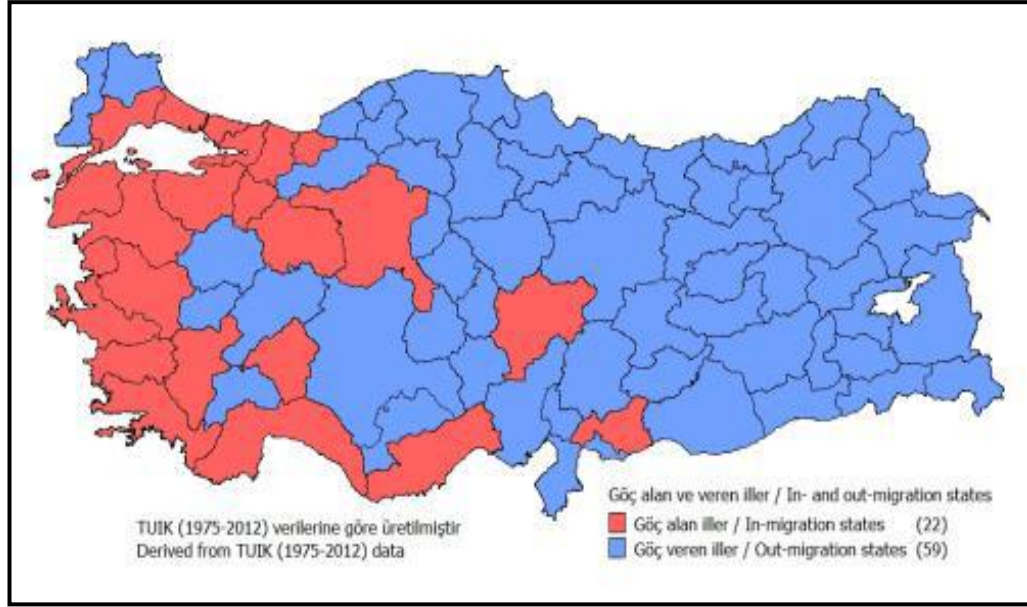 TUIK (1975-2012) verilerine göre üretilmiştir
Derived from TUIK (1975-2012) data
Göç alan ve veren iller / In- and out-migration states
Göç alan iller / In-migration states (22)
Göç veren iller / Out-migration states (59)